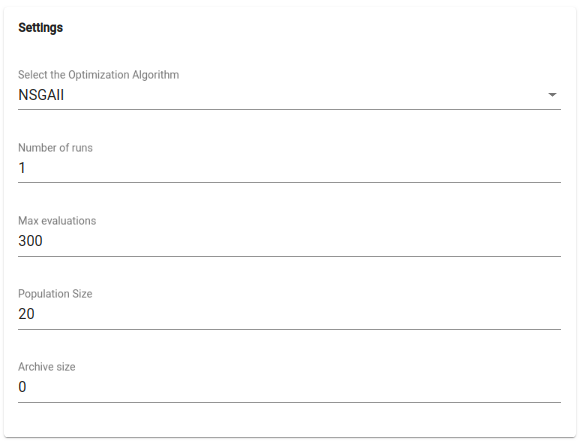 Settings
Select the Optimization Algorithm
NSGAII
Number of runs
1
Max evaluations
300
Population Size
20
Archive size
0